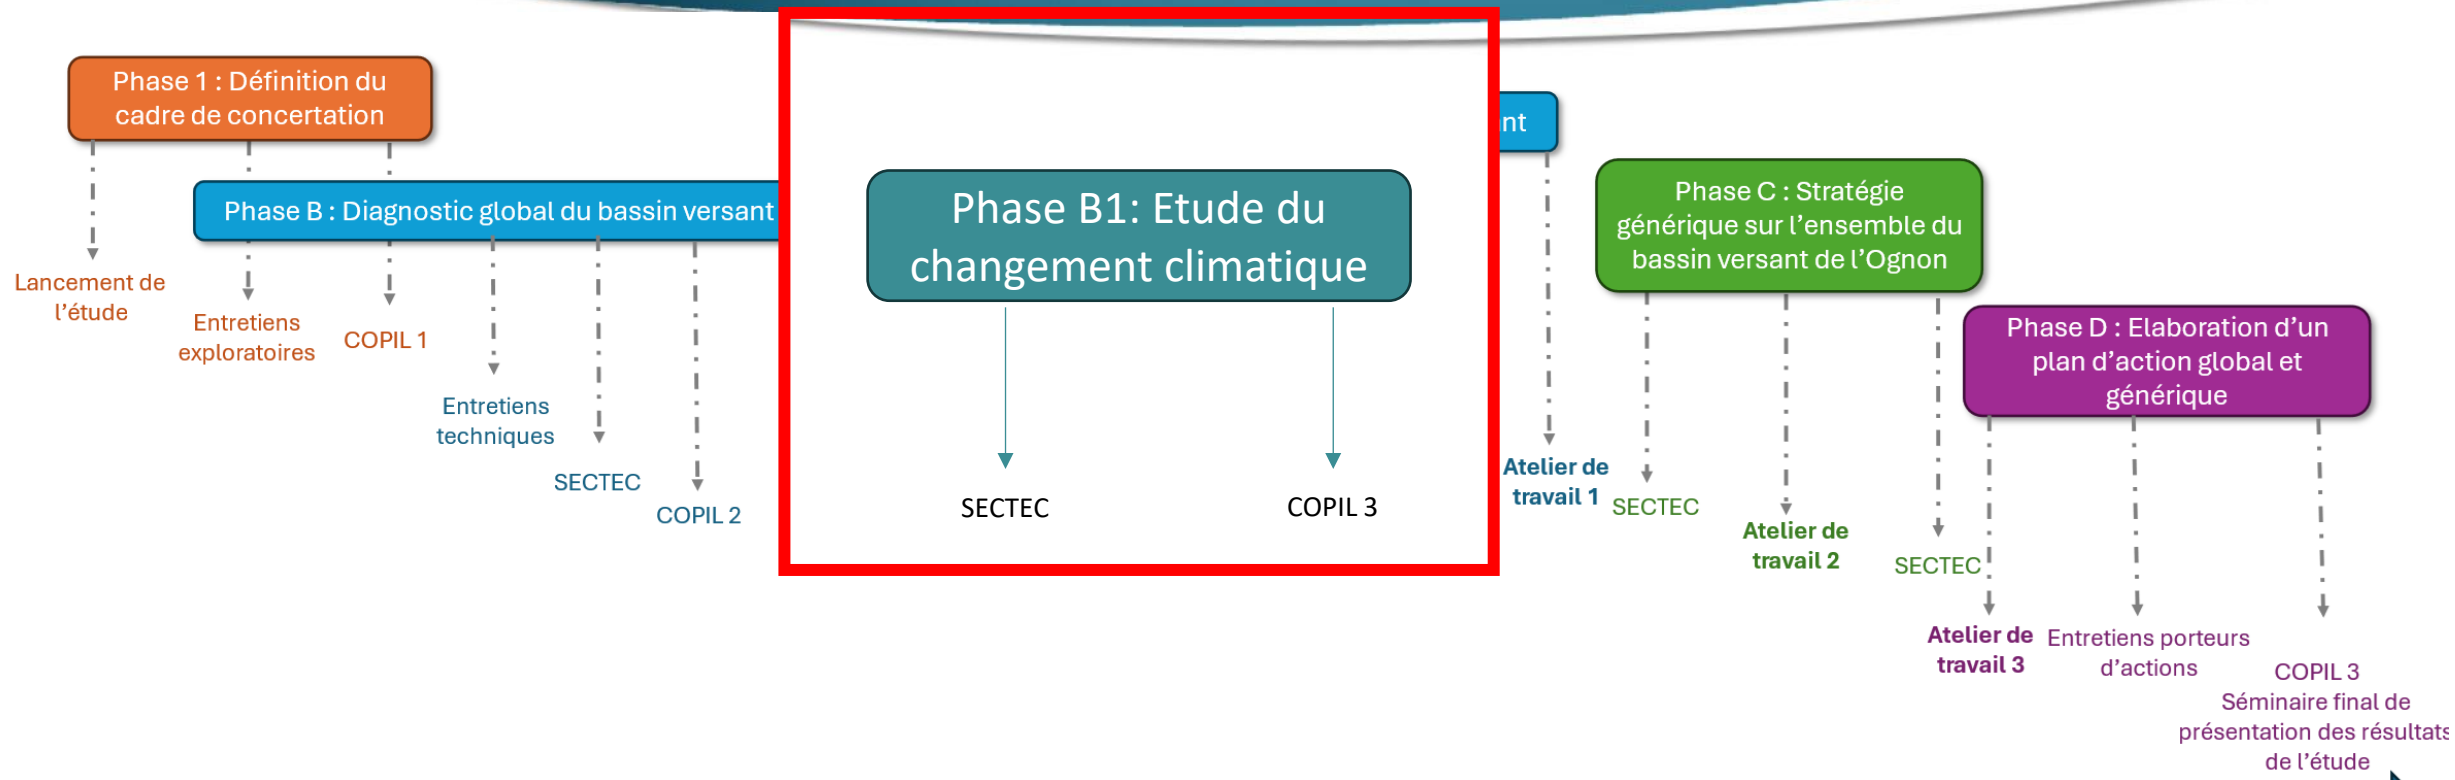 Phase 1 : Définition du
cadre de concertation
Lancement de
l'étude
Entretiens
exploratoires
COPIL 1
Phase B : Diagnostic global du bassin versant
Entretiens
techniques
SECTEC
COPIL 2
Phase B1: Etude du
changement climatique
SECTEC
COPIL 3
nt
Atelier de
travail 1
Phase C : Stratégie
générique sur l'ensemble du
bassin versant de l'Ognon
SECTEC
Atelier de
travail 2
SECTEC
Phase D : Elaboration d'un
plan d'action global et
générique
Atelier de
travail 3
Entretiens porteurs
d'actions
COPIL 3
Séminaire final de
présentation des résultats
de l'étude